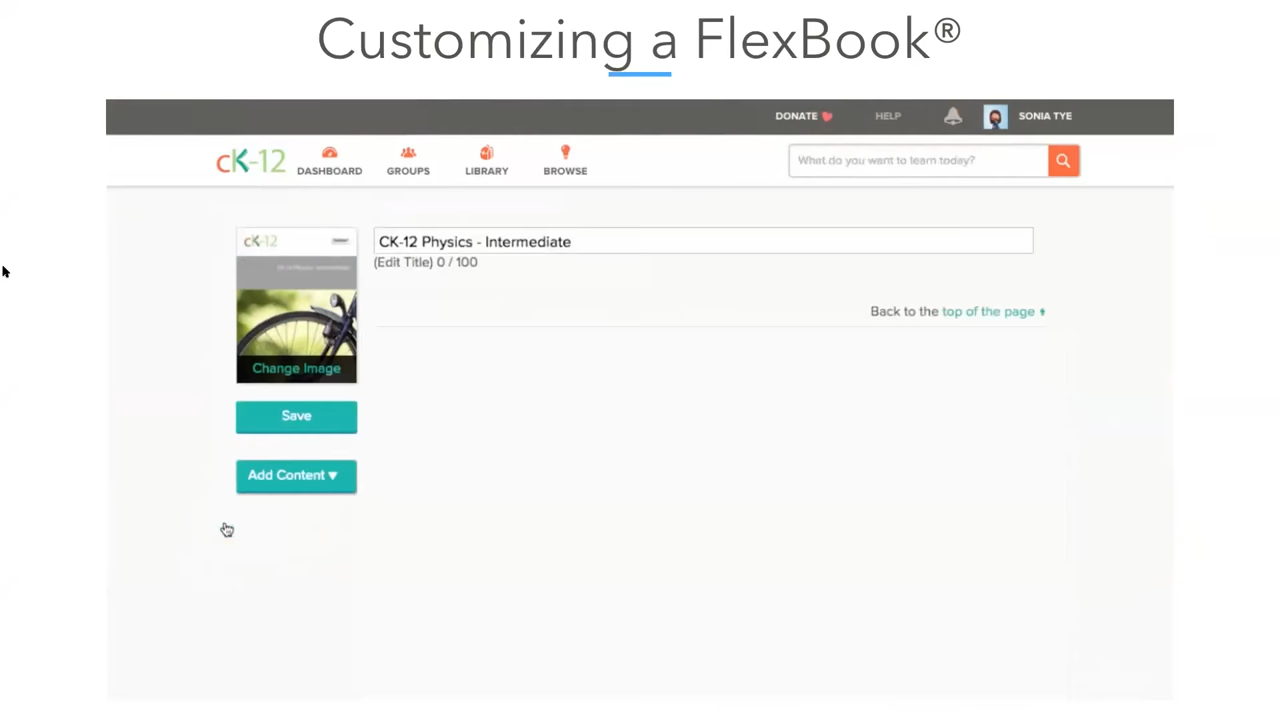 Customizing a FlexBook®
DONATE HELP SONIA TYE
cK-12 DASHBOARD GROUPS LIBRARY BROWSE
What do you want to learn today?
cK-12
CK-12 Physics - Intermediate
(Edit Title) 0 / 100
Back to the top of the page
Change Image
Save
Add Content